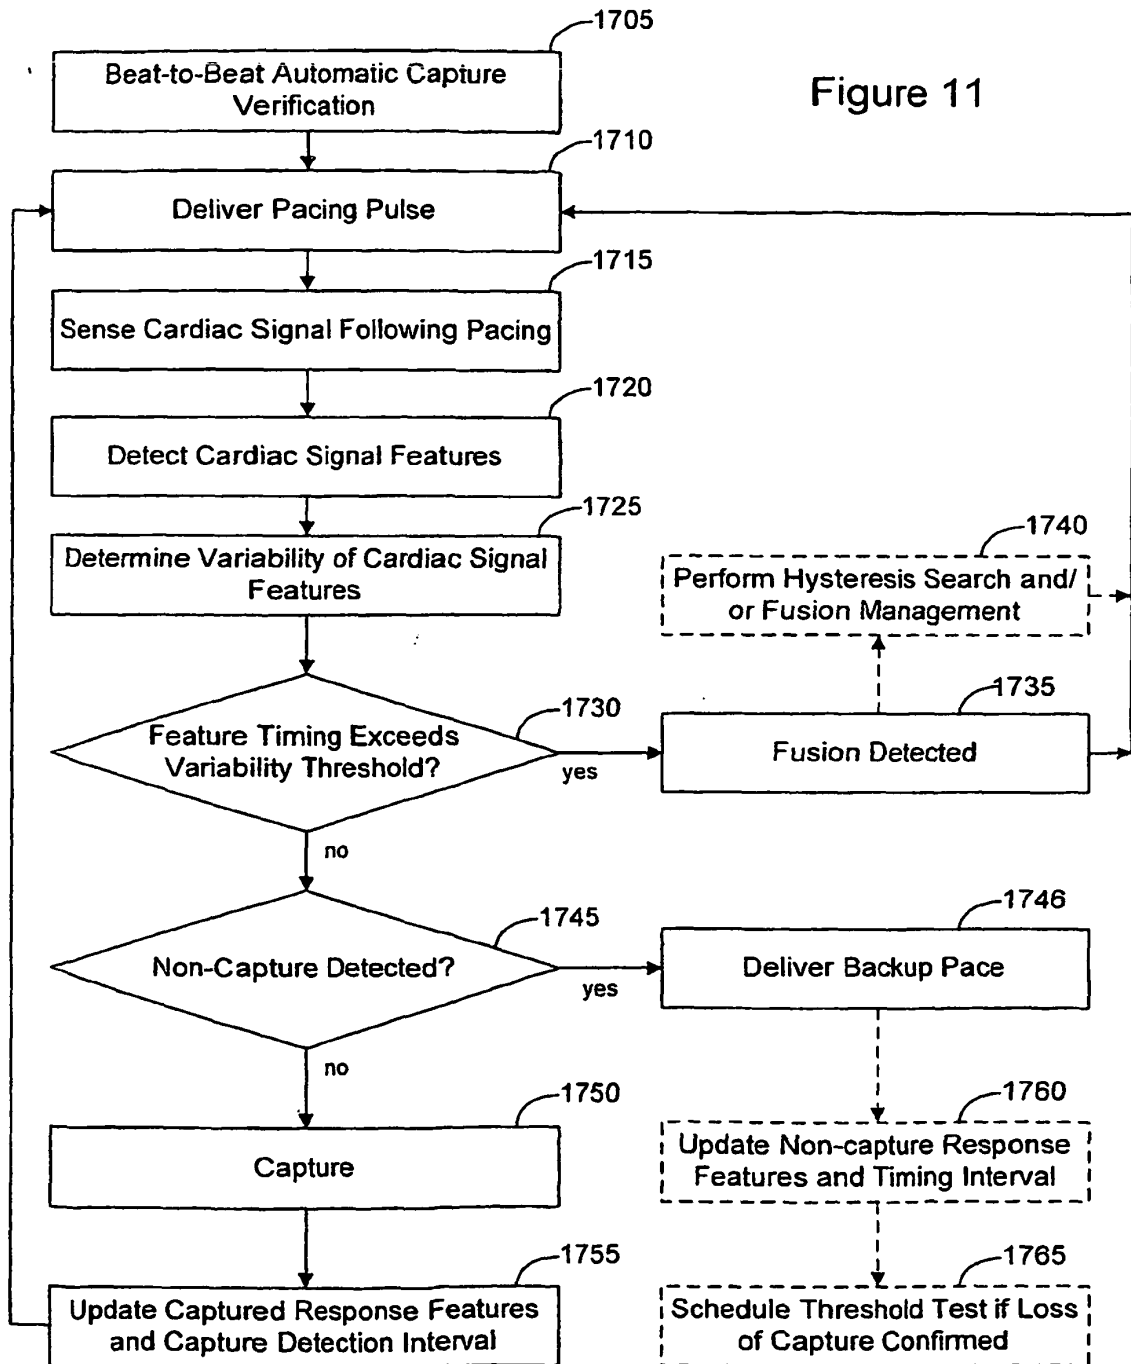 1705
Beat-to-Beat Automatic Capture
Verification
Figure 11
1710
Deliver Pacing Pulse
1715
Sense Cardiac Signal Following Pacing
1720
Detect Cardiac Signal Features
1725
Determine Variability of Cardiac Signal
Features
1740
Perform Hysteresis Search and/
or Fusion Management
1730
Feature Timing Exceeds
Variability Threshold?
yes
1735
Fusion Detected
no
1745
Non-Capture Detected?
yes
1746
Deliver Backup Pace
no
1750
Capture
1760
Update Non-capture Response
Features and Timing Interval
1755
Update Captured Response Features
and Capture Detection Interval
1765
Schedule Threshold Test if Loss
of Capture Confirmed